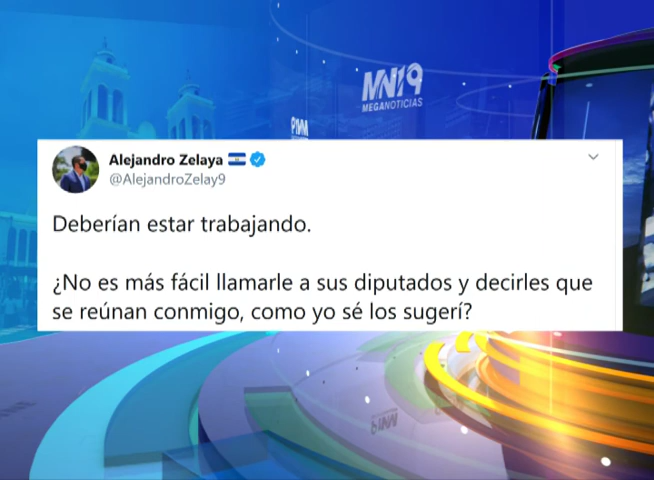 MN19
MEGANOTICIAS
Alejandro Zelaya
@AlejandroZelay9
Deberían estar trabajando.
¿No es más fácil llamarle a sus diputados y decirles que
se reúnan conmigo, como yo sé los sugerí?